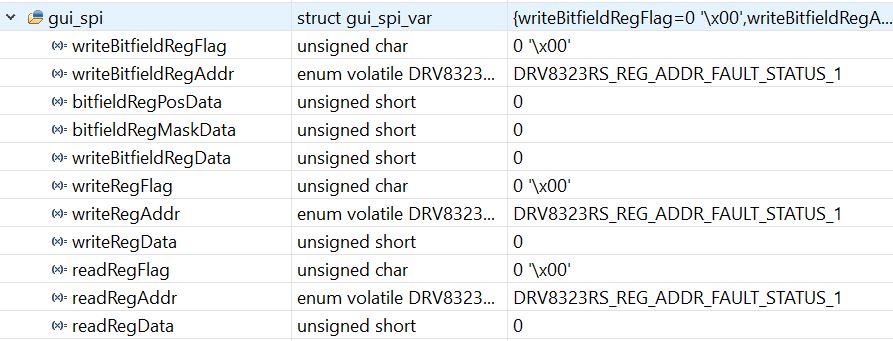 gui_spi struct gui_spi_var {writeBitfieldRegFlag=0 '\x00',writeBitfieldRegA...
(x)= writeBitfieldRegFlag unsigned char 0 '\x00'
(x)= writeBitfieldRegAddr enum volatile DRV8323... DRV8323RS_REG_ADDR_FAULT_STATUS_1
(x)= bitfieldRegPosData unsigned short 0
(x)= bitfieldRegMaskData unsigned short 0
(x)= writeBitfieldRegData unsigned short 0
(x)= writeRegFlag unsigned char 0 '\x00'
(x)= writeRegAddr enum volatile DRV8323... DRV8323RS_REG_ADDR_FAULT_STATUS_1
(x)= writeRegData unsigned short 0
(x)= readRegFlag unsigned char 0 '\x00'
(x)= readRegAddr enum volatile DRV8323... DRV8323RS_REG_ADDR_FAULT_STATUS_1
(x)= readRegData unsigned short 0